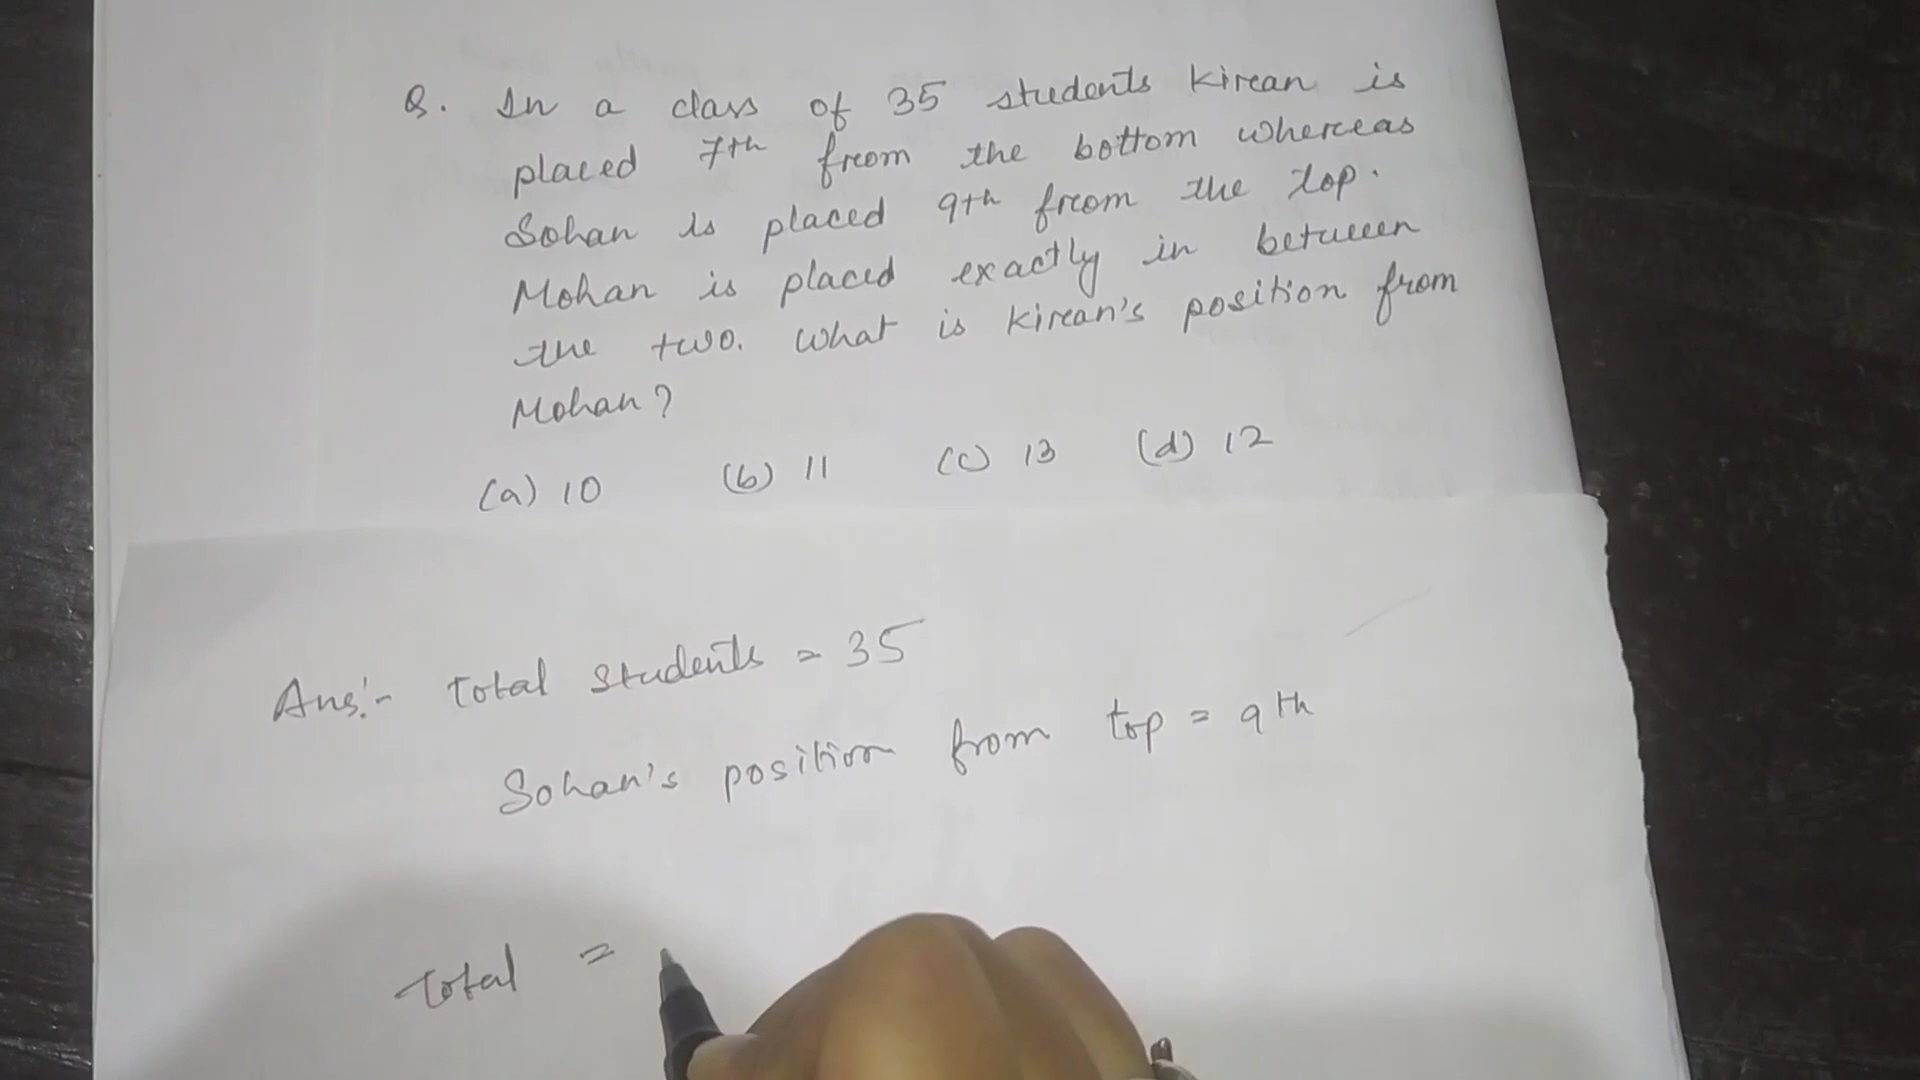 Q. In a class of 35 students Kiran is
placed 7th from the bottom whereas
Sohan is placed 9th from the top.
Mohan is placed exactly in between
the two. What is Kiran's position from
Mohan?
(a) 10 (b) 11 (c) 13 (d) 12
Ans:- Total students = 35
Sohan's position from top = 9th
Total =